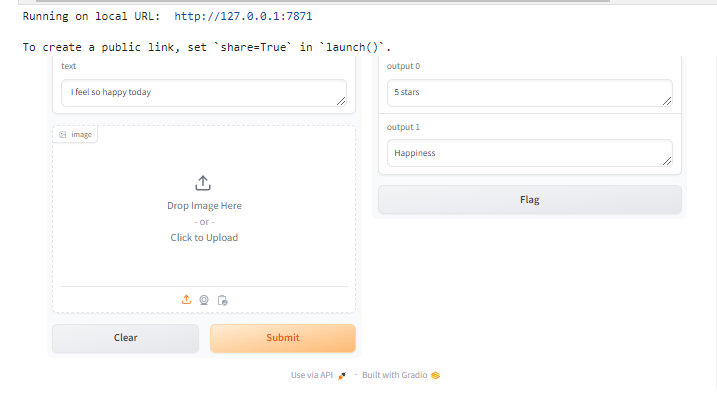 Running on local URL:  http://127.0.0.1:7871
To create a public link, set `share=True` in `launch()`.
text
I feel so happy today
image
Drop Image Here
- or -
Click to Upload
Clear
Submit
output 0
5 stars
output 1
Happiness
Flag
Use via API · Built with Gradio